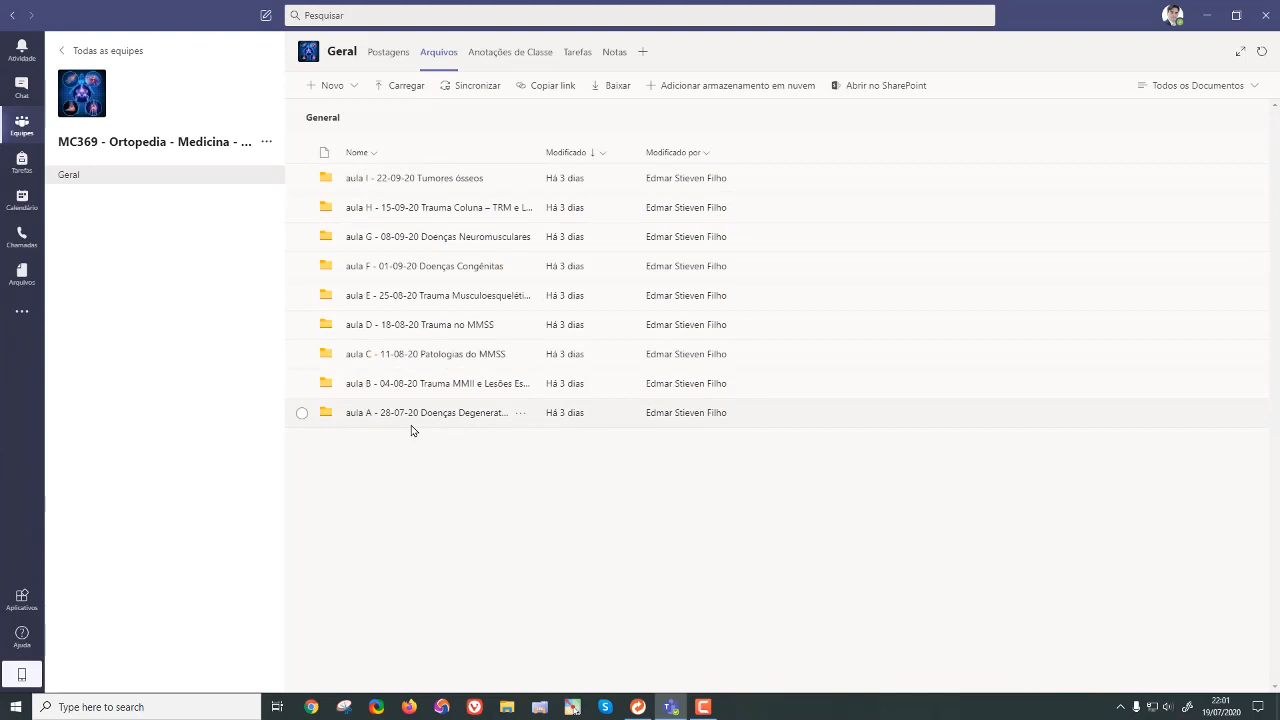 Pesquisar
Atividade
Chat
Equipes
Tarefas
Calendário
Chamadas
Arquivos
Aplicativos
Ajuda
Todas as equipes
MC369 - Ortopedia - Medicina - ...
Geral
Geral Postagens Arquivos Anotações de Classe Tarefas Notas
Novo Carregar Sincronizar Copiar link Baixar Adicionar armazenamento em nuvem Abrir no SharePoint Todos os Documentos
General
Nome Modificado Modificado por
aula I - 22-09-20 Tumores ósseos Há 3 dias Edmar Stieven Filho
aula H - 15-09-20 Trauma Coluna – TRM e L... Há 3 dias Edmar Stieven Filho
aula G - 08-09-20 Doenças Neuromusculares Há 3 dias Edmar Stieven Filho
aula F - 01-09-20 Doenças Congênitas Há 3 dias Edmar Stieven Filho
aula E - 25-08-20 Trauma Musculoesqueléti... Há 3 dias Edmar Stieven Filho
aula D - 18-08-20 Trauma no MMSS Há 3 dias Edmar Stieven Filho
aula C - 11-08-20 Patologias do MMSS Há 3 dias Edmar Stieven Filho
aula B - 04-08-20 Trauma MMII e Lesões Es... Há 3 dias Edmar Stieven Filho
aula A - 28-07-20 Doenças Degenerat... Há 3 dias Edmar Stieven Filho
Type here to search
22:01
19/07/2020